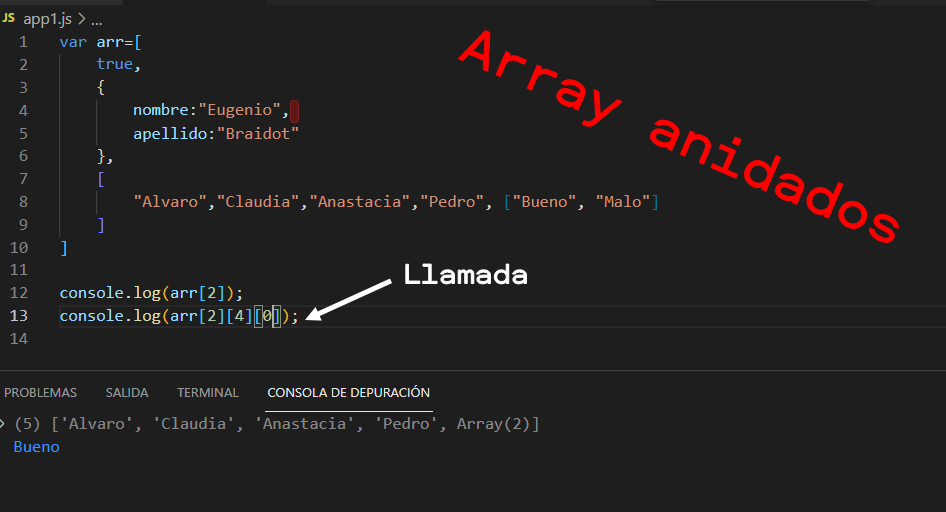 JS app1.js > ...
Array anidados
1 var arr=[
2 true,
3 {
4 nombre:"Eugenio",
5 apellido:"Braidot"
6 },
7 [
8 "Alvaro","Claudia","Anastacia","Pedro", ["Bueno", "Malo"]
9 ]
10 ]
11
Llamada
12 console.log(arr[2]);
13 console.log(arr[2][4][0]);
14
PROBLEMAS SALIDA TERMINAL CONSOLA DE DEPURACIÓN
> (5) ['Alvaro', 'Claudia', 'Anastacia', 'Pedro', Array(2)]
Bueno